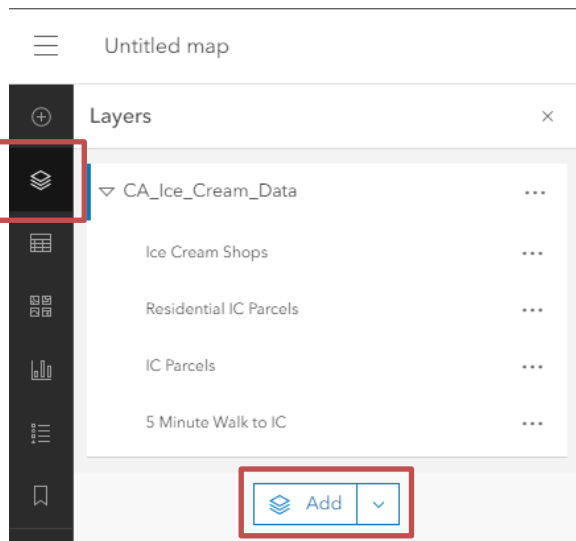 Untitled map
Layers
CA_Ice_Cream_Data
Ice Cream Shops
Residential IC Parcels
IC Parcels
5 Minute Walk to IC
Add